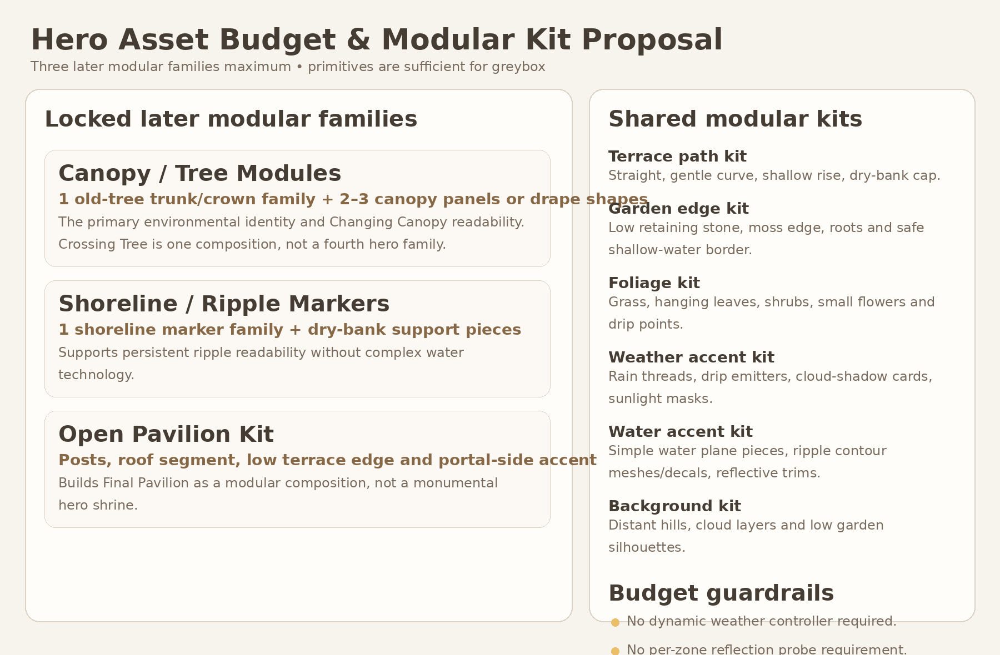 Hero Asset Budget & Modular Kit Proposal
Three later modular families maximum • primitives are sufficient for greybox
Locked later modular families
Canopy / Tree Modules
1 old-tree trunk/crown family + 2–3 canopy panels or drape shapes
The primary environmental identity and Changing Canopy readability.
Crossing Tree is one composition, not a fourth hero family.
Shoreline / Ripple Markers
1 shoreline marker family + dry-bank support pieces
Supports persistent ripple readability without complex water
technology.
Open Pavilion Kit
Posts, roof segment, low terrace edge and portal-side accent
Builds Final Pavilion as a modular composition, not a monumental
hero shrine.
Shared modular kits
Terrace path kit
Straight, gentle curve, shallow rise, dry-bank cap.
Garden edge kit
Low retaining stone, moss edge, roots and safe
shallow-water border.
Foliage kit
Grass, hanging leaves, shrubs, small flowers and
drip points.
Weather accent kit
Rain threads, drip emitters, cloud-shadow cards,
sunlight masks.
Water accent kit
Simple water plane pieces, ripple contour
meshes/decals, reflective trims.
Background kit
Distant hills, cloud layers and low garden
silhouettes.
Budget guardrails
No dynamic weather controller required.
No per-zone reflection probe requirement.